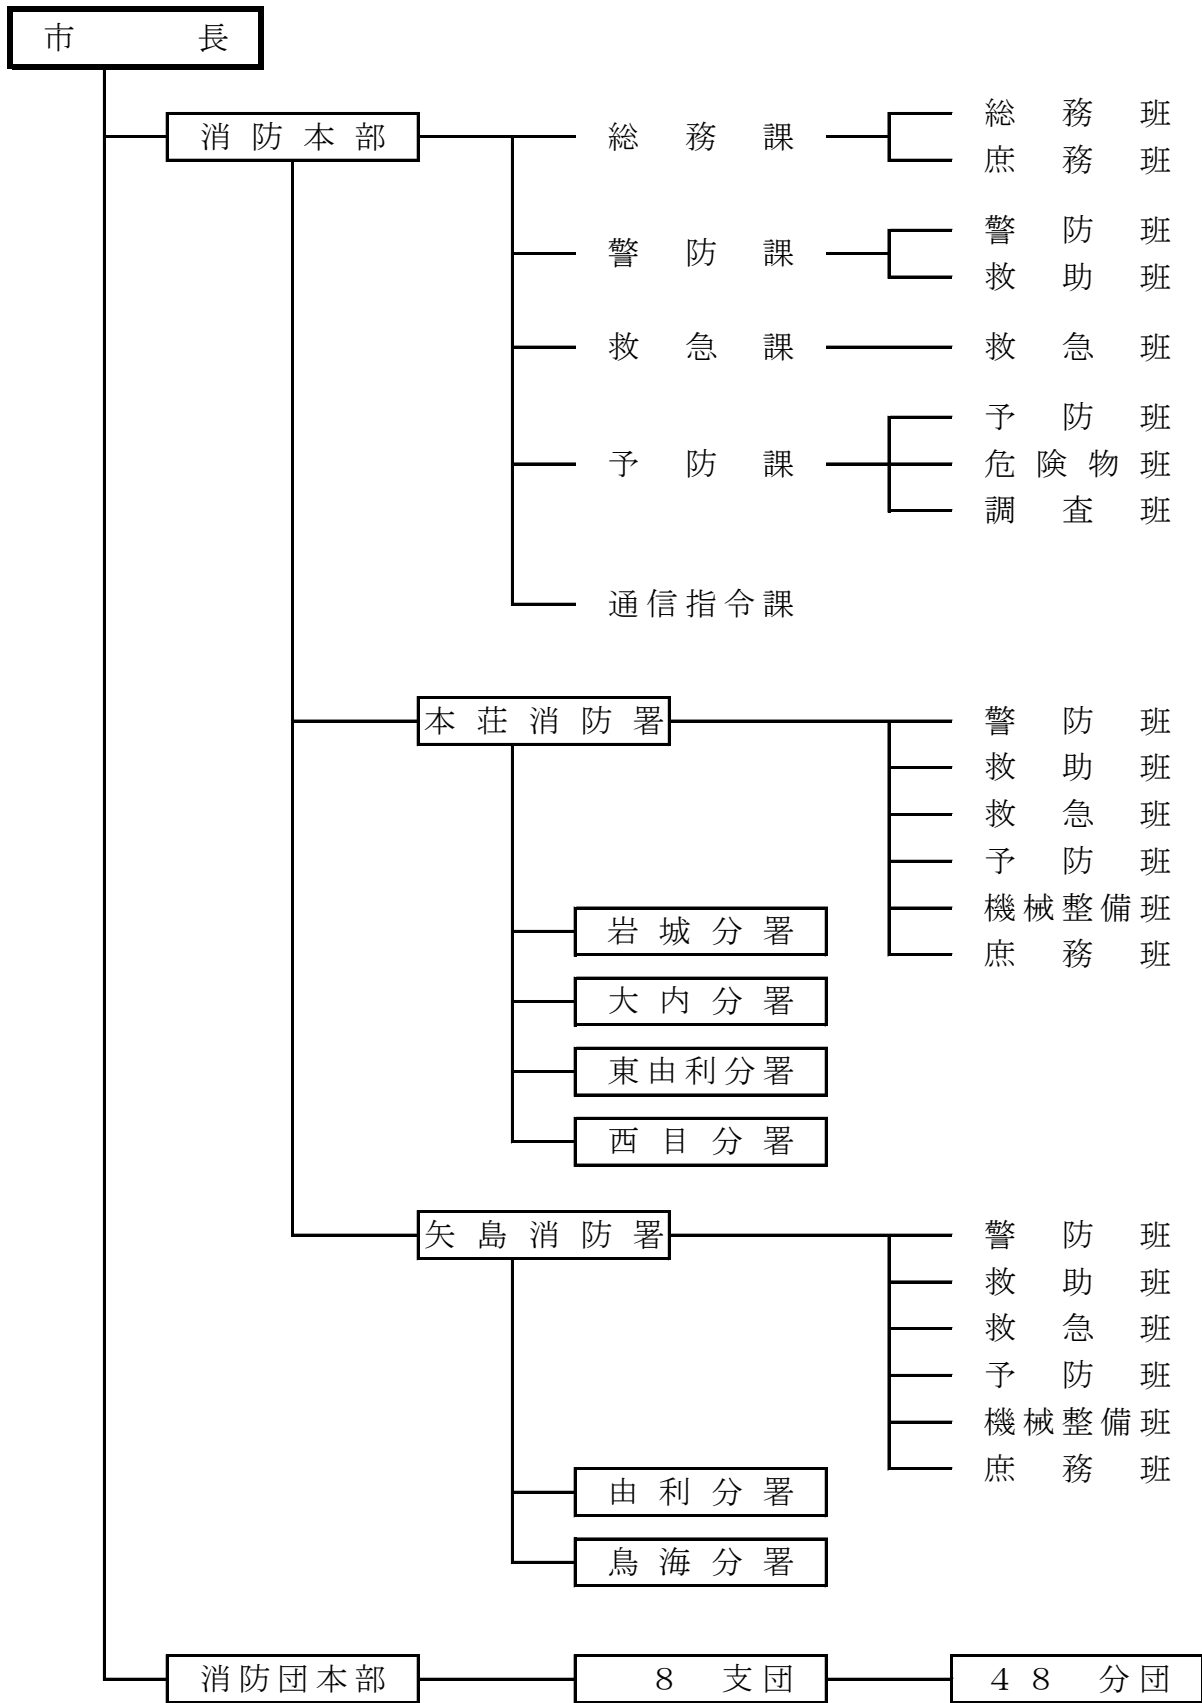 市長
総務班
消防本部 総務課
庶務班
警防班
警防課
救助班
救急課 救急班
予防班
予防課 危険物班
調査班
通信指令課
本荘消防署 警防班
救助班
救急班
予防班
機械整備班
岩城分署
庶務班
大内分署
東由利分署
西目分署
矢島消防署 警防班
救助班
救急班
予防班
機械整備班
庶務班
由利分署
鳥海分署
消防団本部 ８ 支団 ４８ 分団